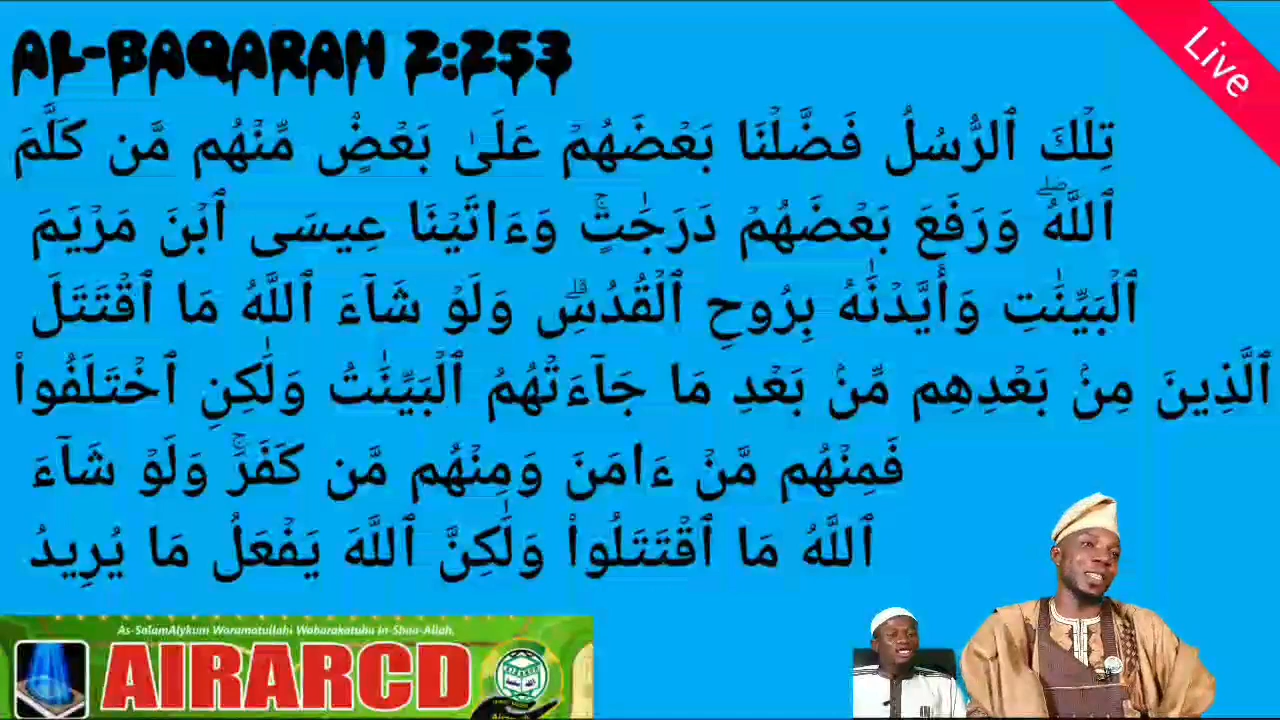 AL-BAQARAH 2:253
Live
تِلۡكَ ٱلرُّسُلُ فَضَّلۡنَا بَعۡضَهُمۡ عَلَىٰ بَعۡضٖۘ مِّنۡهُم مَّن كَلَّمَ
ٱللَّهُۖ وَرَفَعَ بَعۡضَهُمۡ دَرَجَٰتٖۚ وَءَاتَيۡنَا عِيسَى ٱبۡنَ مَرۡيَمَ
ٱلۡبَيِّنَٰتِ وَأَيَّدۡنَٰهُ بِرُوحِ ٱلۡقُدُسِۗ وَلَوۡ شَآءَ ٱللَّهُ مَا ٱقۡتَتَلَ
ٱلَّذِينَ مِنۢ بَعۡدِهِم مِّنۢ بَعۡدِ مَا جَآءَتۡهُمُ ٱلۡبَيِّنَٰتُ وَلَٰكِنِ ٱخۡتَلَفُواْ
فَمِنۡهُم مَّنۡ ءَامَنَ وَمِنۡهُم مَّن كَفَرَۚ وَلَوۡ شَآءَ
ٱللَّهُ مَا ٱقۡتَتَلُواْ وَلَٰكِنَّ ٱللَّهَ يَفۡعَلُ مَا يُرِيدُ
As-SalamAlykum Waramatullahi Wabarakatuhu In-Shaa-Allah.
AIRARCD